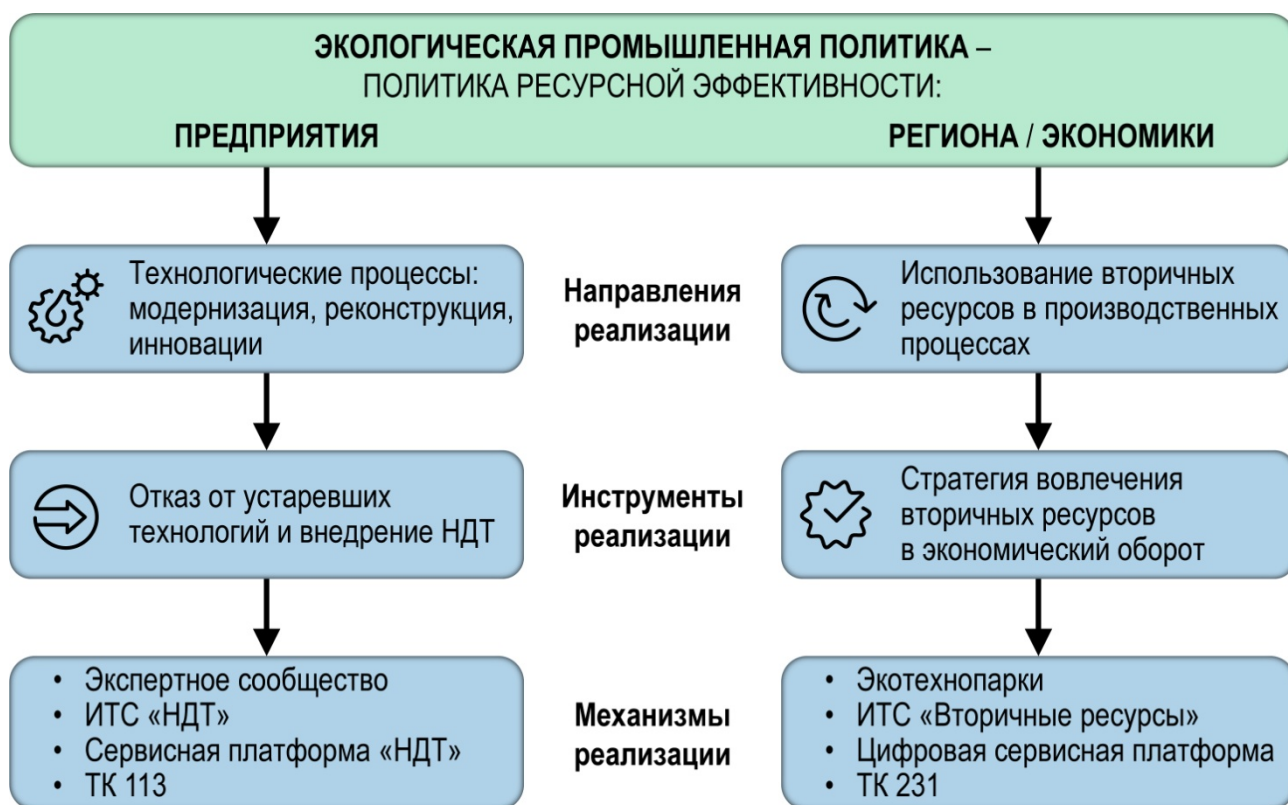 ЭКОЛОГИЧЕСКАЯ ПРОМЫШЛЕННАЯ ПОЛИТИКА –
ПОЛИТИКА РЕСУРСНОЙ ЭФФЕКТИВНОСТИ:
ПРЕДПРИЯТИЯ
РЕГИОНА / ЭКОНОМИКИ
Технологические процессы:
модернизация, реконструкция,
инновации
Направления
реализации
Использование вторичных
ресурсов в производственных
процессах
Отказ от устаревших
технологий и внедрение НДТ
Инструменты
реализации
Стратегия вовлечения
вторичных ресурсов
в экономический оборот
• Экспертное сообщество
• ИТС «НДТ»
• Сервисная платформа «НДТ»
• ТК 113
Механизмы
реализации
• Экотехнопарки
• ИТС «Вторичные ресурсы»
• Цифровая сервисная платформа
• ТК 231